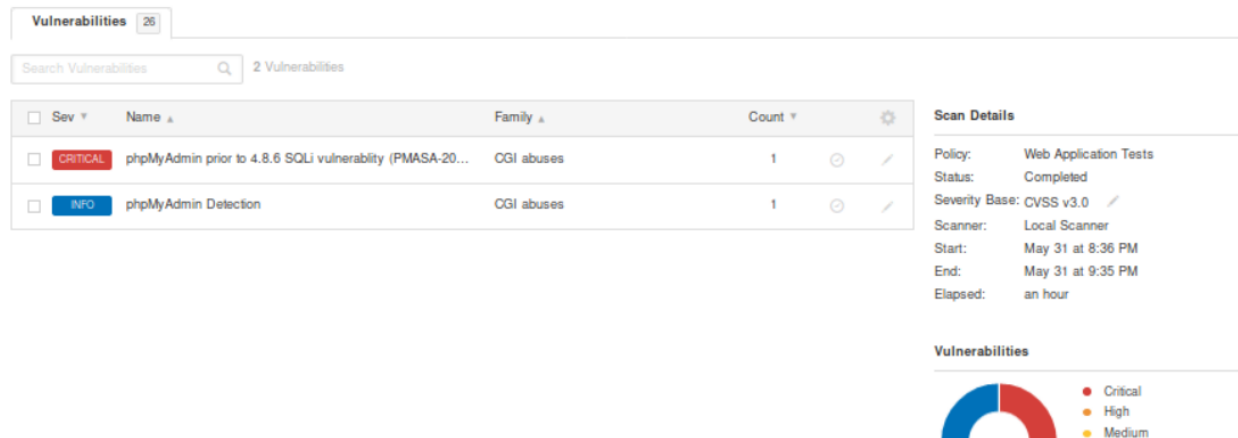 Vulnerabilities 26
Search Vulnerabilities 2 Vulnerabilities
Sev Name Family Count
CRITICAL phpMyAdmin prior to 4.8.6 SQLi vulnerablity (PMASA-20... CGI abuses 1
INFO phpMyAdmin Detection CGI abuses 1
Scan Details
Policy: Web Application Tests
Status: Completed
Severity Base: CVSS v3.0
Scanner: Local Scanner
Start: May 31 at 8:36 PM
End: May 31 at 9:35 PM
Elapsed: an hour
Vulnerabilities
Critical
High
Medium